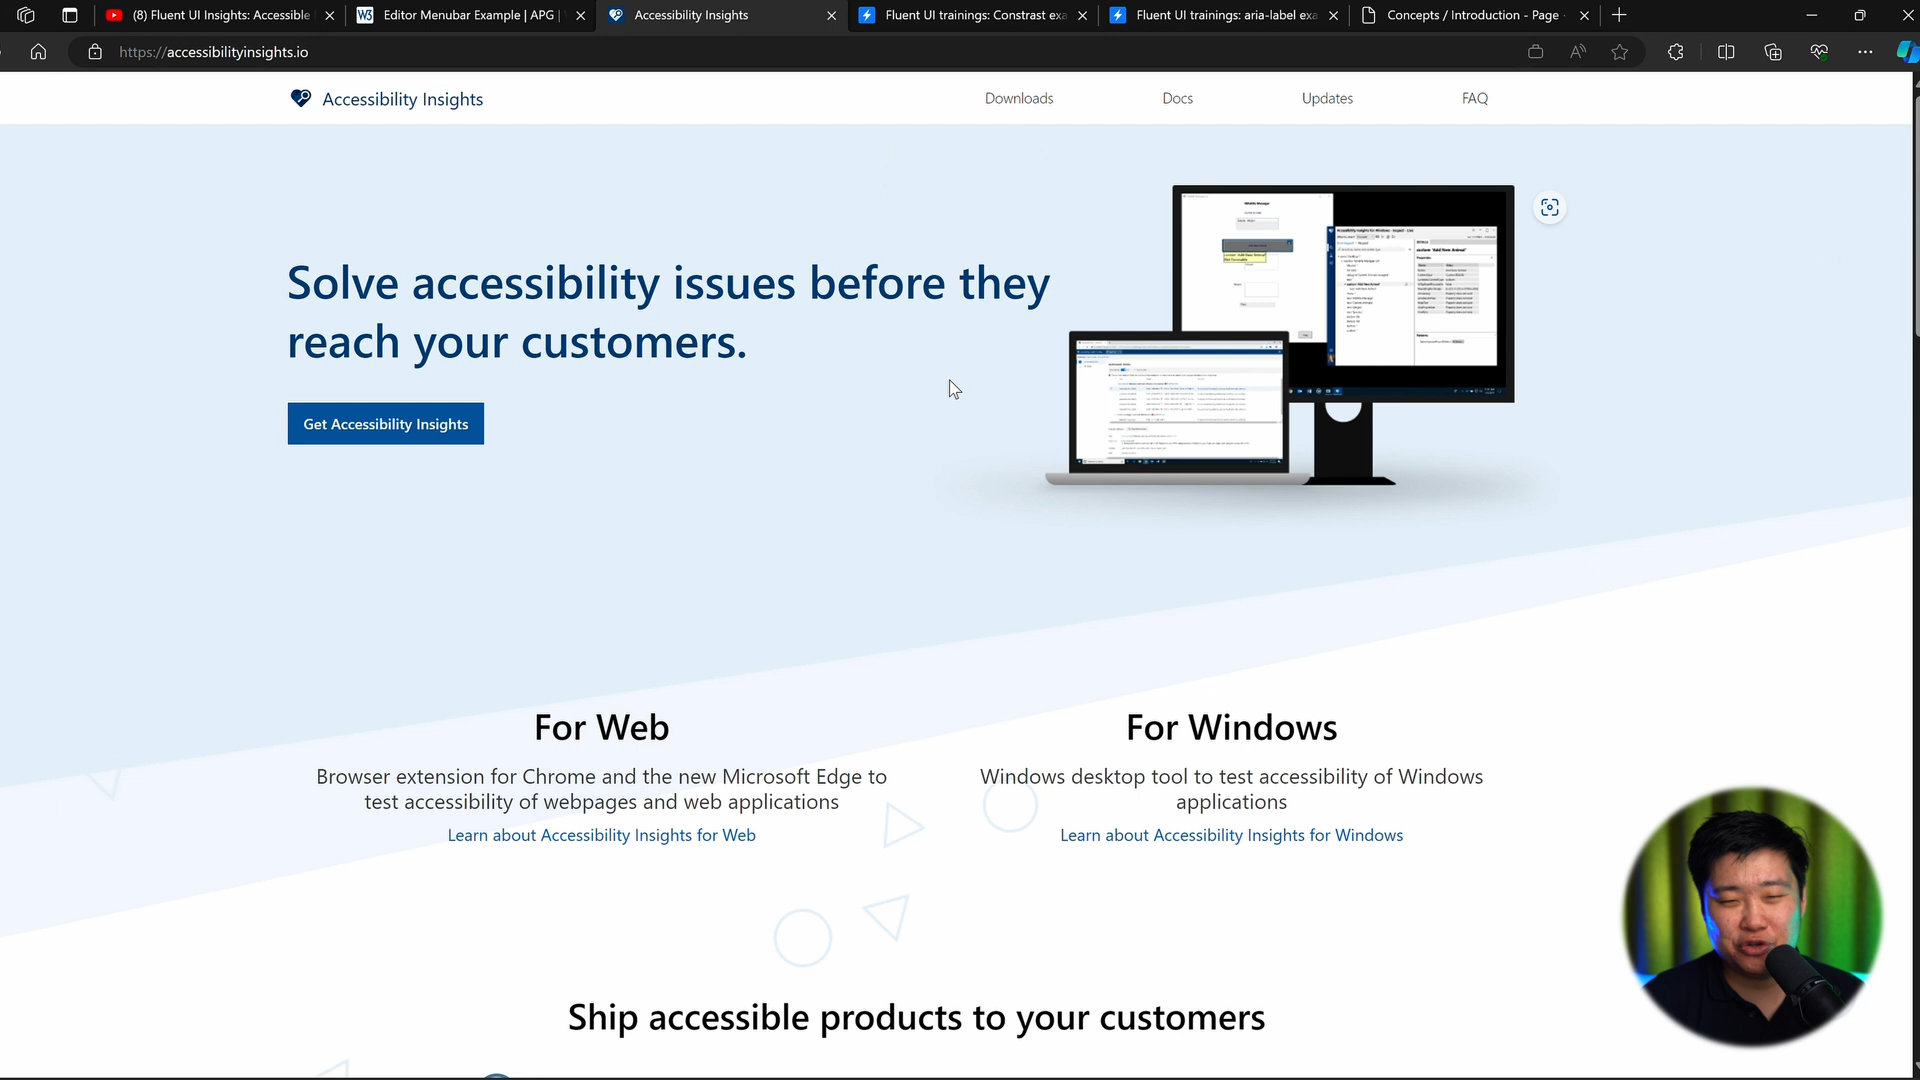 (8) Fluent UI Insights: Accessible
Editor Menubar Example | APG |
Accessibility Insights
Fluent UI trainings: Constrast exa
Fluent UI trainings: aria-label exa
Concepts / Introduction - Page
https://accessibilityinsights.io
Accessibility Insights
Downloads
Docs
Updates
FAQ
Solve accessibility issues before they
reach your customers.
Get Accessibility Insights
For Web
Browser extension for Chrome and the new Microsoft Edge to
test accessibility of webpages and web applications
Learn about Accessibility Insights for Web
For Windows
Windows desktop tool to test accessibility of Windows
applications
Learn about Accessibility Insights for Windows
Ship accessible products to your customers